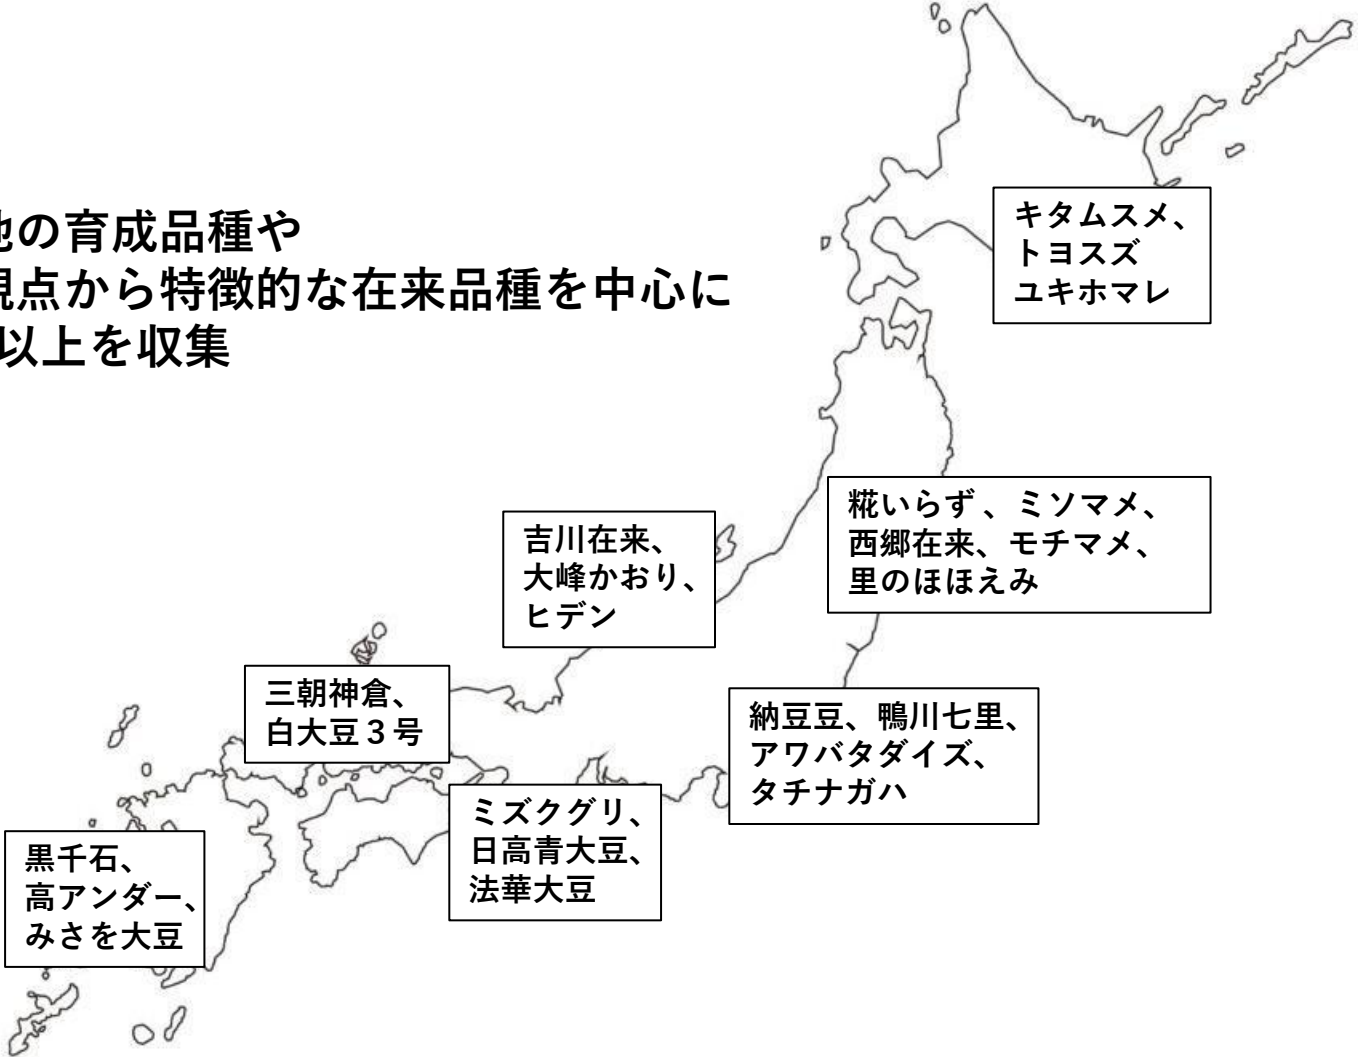 地の育成品種や
観点から特徴的な在来品種を中心に
以上を収集
キタムスメ、
トヨスズ
ユキホマレ
糀いらず、ミソマメ、
西郷在来、モチマメ、
里のほほえみ
吉川在来、
大峰かおり、
ヒデン
三朝神倉、
白大豆３号
納豆豆、鴨川七里、
アワバタダイズ、
タチナガハ
ミズクグリ、
日高青大豆、
法華大豆
黒千石、
高アンダー、
みさを大豆